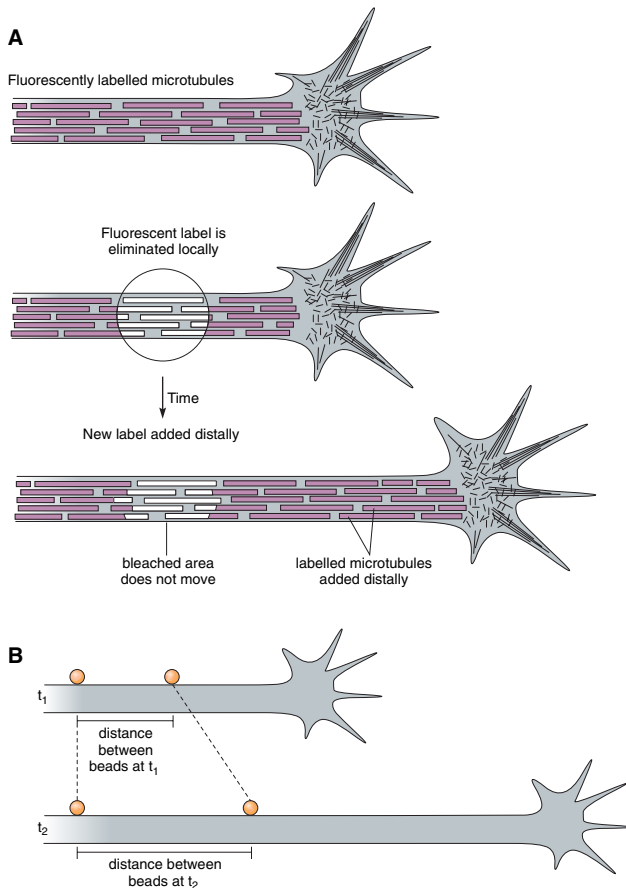 A
Fluorescently labelled microtubules
Fluorescent label is
eliminated locally
Time
New label added distally
bleached area
does not move
labelled microtubules
added distally
B
t₁
distance
between
beads at t₁
t₂
distance between
beads at t₂